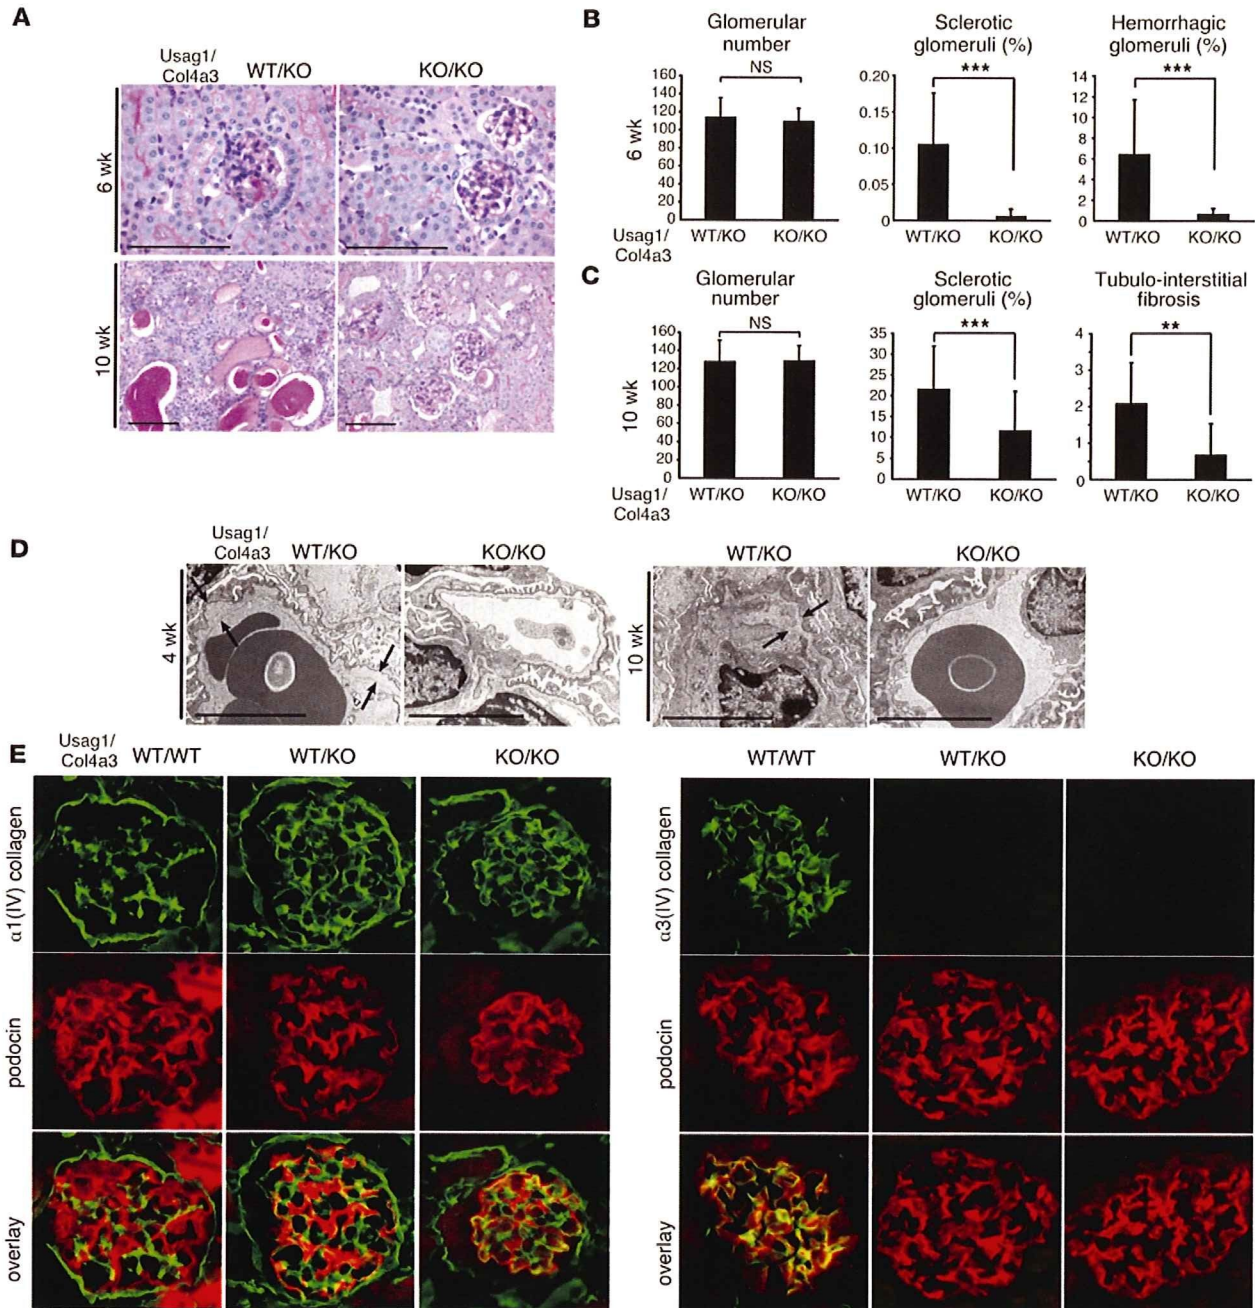 A
Usag1/
Col4a3
WT/KO
KO/KO
6 wk
10 wk
B
Glomerular
number
Sclerotic
glomeruli (%)
Hemorrhagic
glomeruli (%)
6 wk
160
140
120
100
80
60
40
20
0
NS
0.20
0.15
0.10
0.05
0
***
14
12
10
8
6
4
2
0
***
Usag1/
Col4a3
WT/KO KO/KO
WT/KO KO/KO
WT/KO KO/KO
C
Glomerular
number
Sclerotic
glomeruli (%)
Tubulo-interstitial
fibrosis
10 wk
160
140
120
100
80
60
40
20
0
NS
35
30
25
20
15
10
5
0
***
4
3
2
1
0
**
Usag1/
Col4a3
WT/KO KO/KO
WT/KO KO/KO
WT/KO KO/KO
D
Usag1/
Col4a3
WT/KO
KO/KO
WT/KO
KO/KO
4 wk
10 wk
E
Usag1/
Col4a3
WT/WT
WT/KO
KO/KO
WT/WT
WT/KO
KO/KO
α1(IV) collagen
podocin
overlay
α3(IV) collagen
podocin
overlay